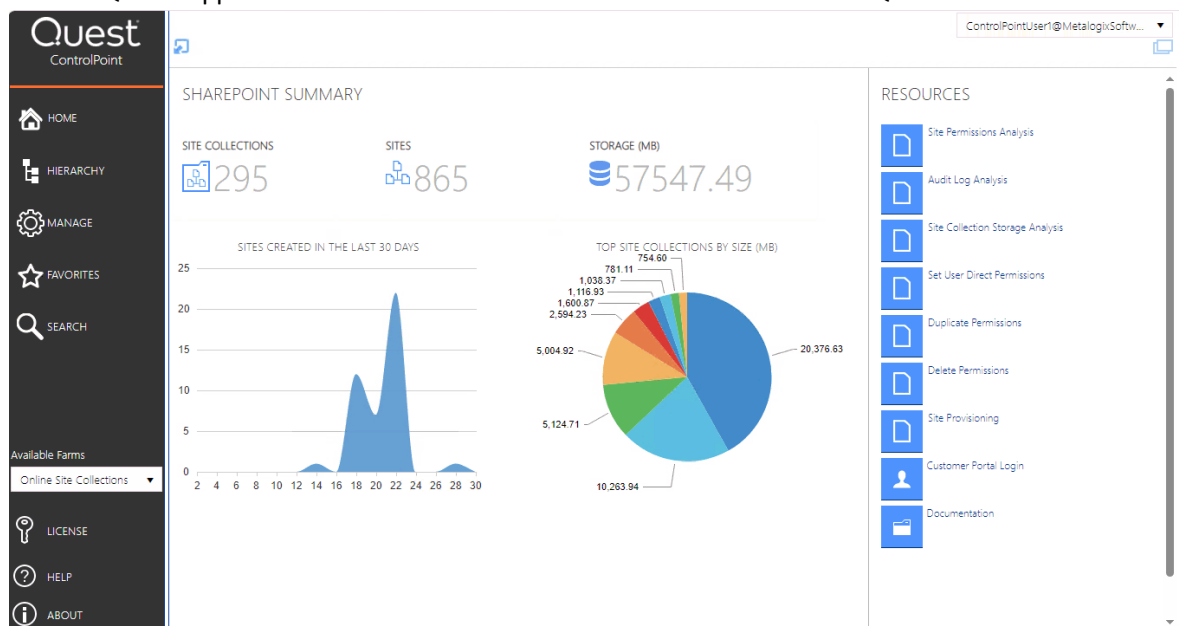 Quest
ControlPoint
HOME
HIERARCHY
MANAGE
FAVORITES
SEARCH
Available Farms
Online Site Collections
LICENSE
HELP
ABOUT
ControlPointUser1@MetalogixSoftw...
SHAREPOINT SUMMARY
SITE COLLECTIONS
295
SITES
865
STORAGE (MB)
57547.49
SITES CREATED IN THE LAST 30 DAYS
25
20
15
10
5
0
2 4 6 8 10 12 14 16 18 20 22 24 26 28 30
TOP SITE COLLECTIONS BY SIZE (MB)
754.60
781.11
1,038.37
1,116.93
1,600.87
2,594.23
5,004.92
20,376.63
5,124.71
10,263.94
RESOURCES
Site Permissions Analysis
Audit Log Analysis
Site Collection Storage Analysis
Set User Direct Permissions
Duplicate Permissions
Delete Permissions
Site Provisioning
Customer Portal Login
Documentation